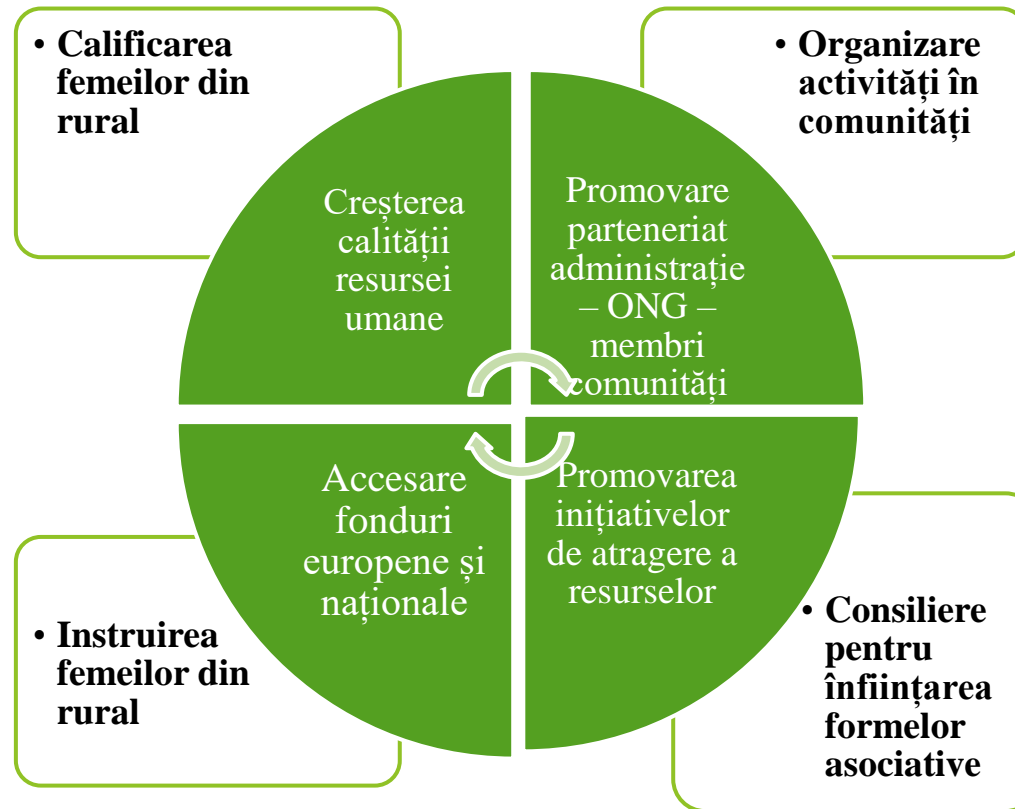 • Calificarea
femeilor din
rural
• Organizare
activități în
comunități
Creșterea
calității
resursei
umane
Promovare
parteneriat
administrație
– ONG –
membri
comunități
Accesare
fonduri
europene și
naționale
Promovarea
inițiativelor
de atragere a
resurselor
• Instruirea
femeilor din
rural
• Consiliere
pentru
înființarea
formelor
asociative